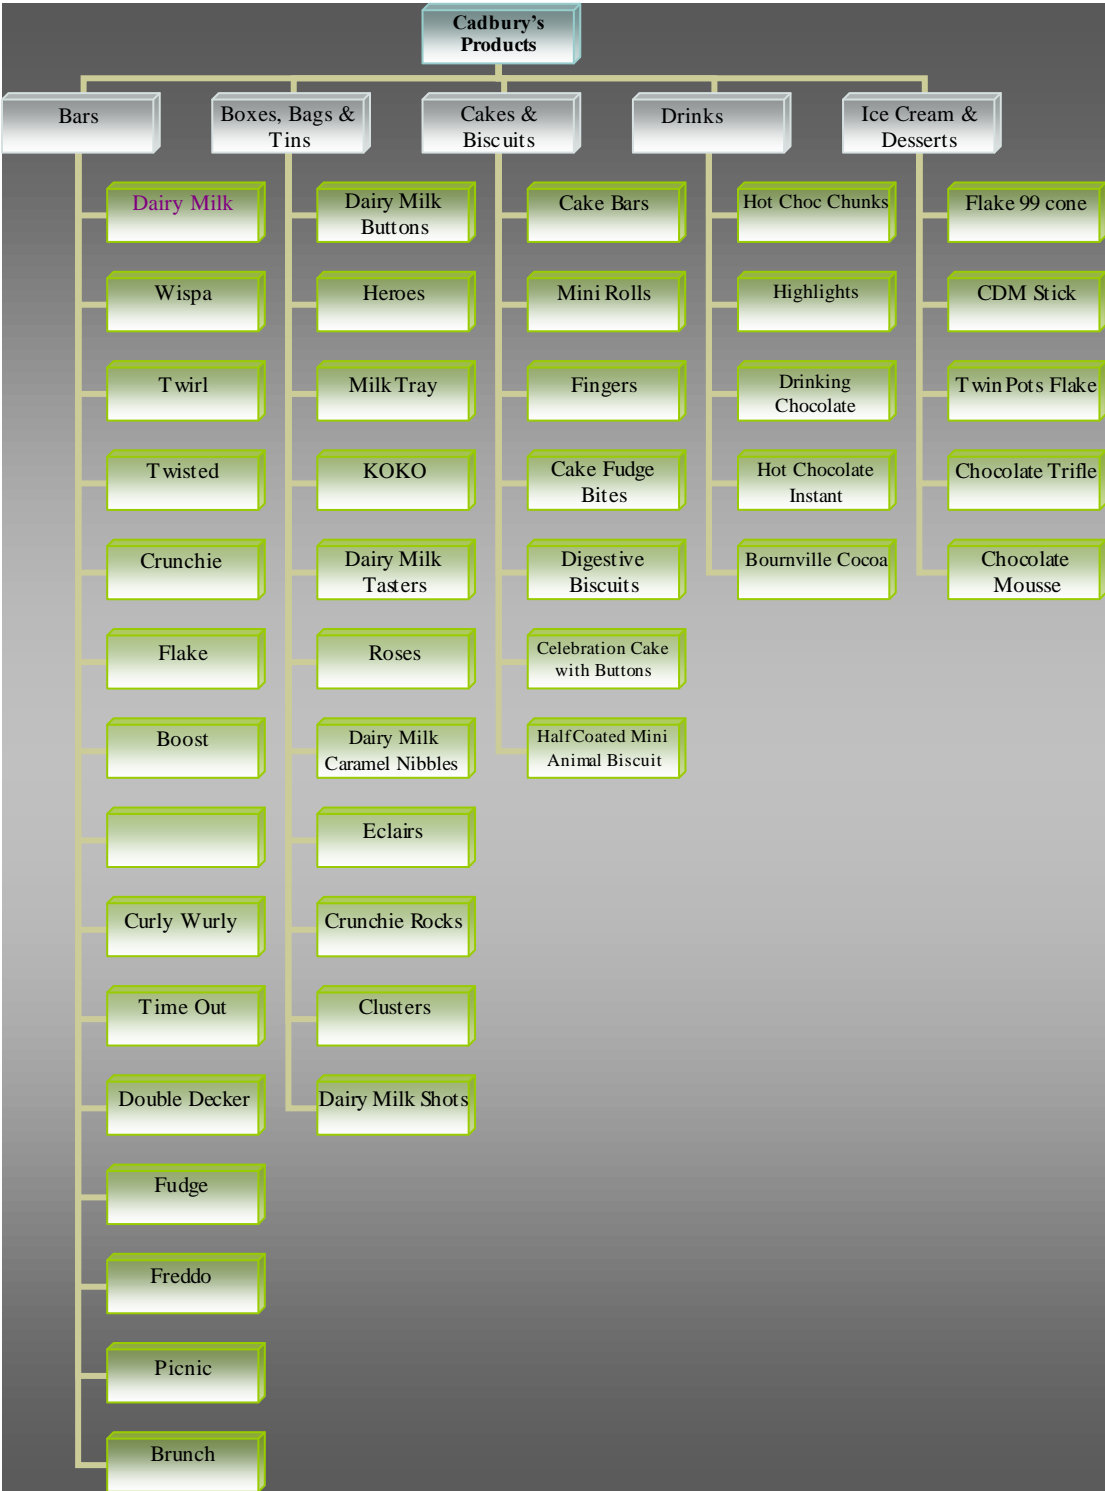 Cadbury's
Products
Bars
Boxes, Bags &
Tins
Cakes &
Biscuits
Drinks
Ice Cream &
Desserts
Dairy Milk
Wispa
Twirl
Twisted
Crunchie
Flake
Boost
Curly Wurly
Time Out
Double Decker
Fudge
Freddo
Picnic
Brunch
Dairy Milk
Buttons
Heroes
Milk Tray
KOKO
Dairy Milk
Tasters
Roses
Dairy Milk
Caramel Nibbles
Eclairs
Crunchie Rocks
Clusters
Dairy Milk Shots
Cake Bars
Mini Rolls
Fingers
Cake Fudge
Bites
Digestive
Biscuits
Celebration Cake
with Buttons
Half Coated Mini
Animal Biscuit
Hot Choc Chunks
Highlights
Drinking
Chocolate
Hot Chocolate
Instant
Bournville Cocoa
Flake 99 cone
CDM Stick
Twin Pots Flake
Chocolate Trifle
Chocolate
Mousse